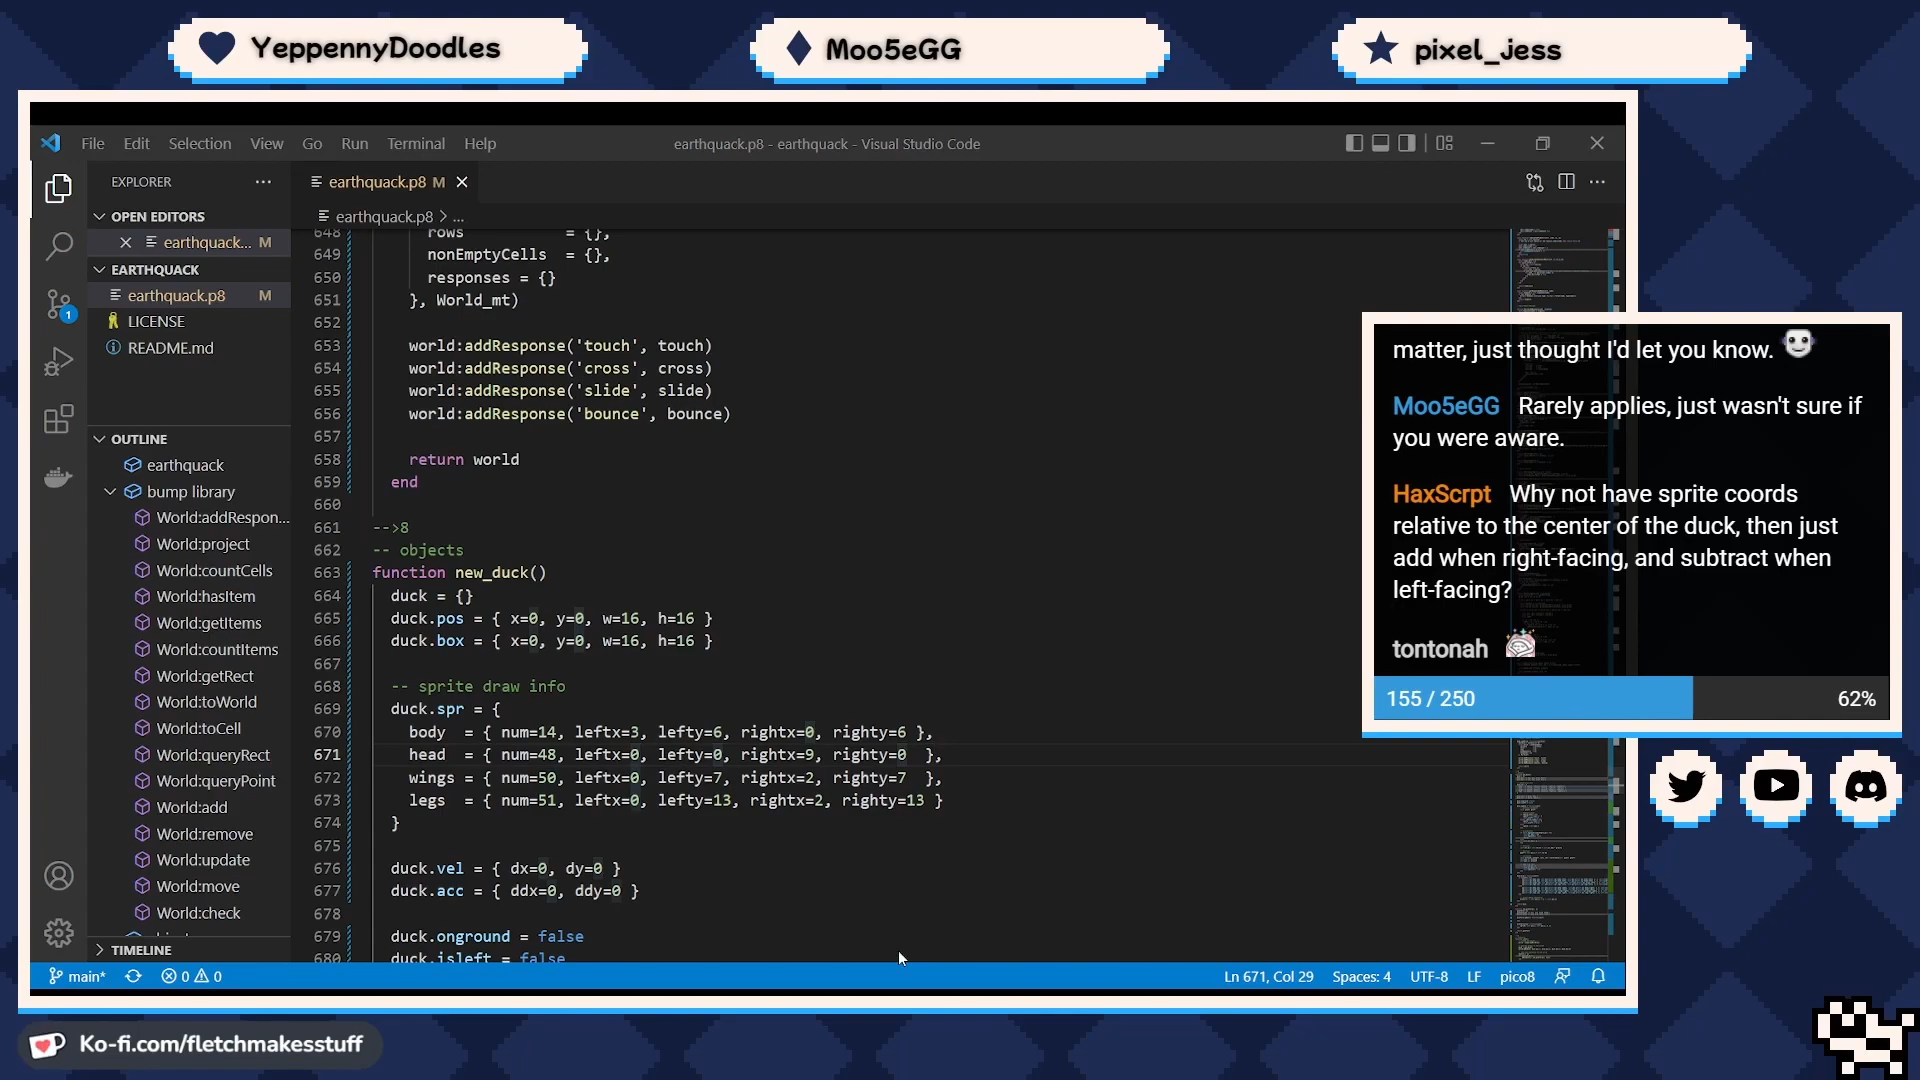 YeppennyDoodles
Moo5eGG
pixel_jess
File Edit Selection View Go Run Terminal Help
earthquack.p8 - earthquack - Visual Studio Code
EXPLORER
OPEN EDITORS
earthquack... M
EARTHQUACK
earthquack.p8 M
LICENSE
README.md
OUTLINE
earthquack
bump library
World:addRespon...
World:project
World:countCells
World:hasItem
World:getItems
World:countItems
World:getRect
World:toWorld
World:toCell
World:queryRect
World:queryPoint
World:add
World:remove
World:update
World:move
World:check
TIMELINE
1
earthquack.p8 M
earthquack.p8 > ...
648 rows = {},
649 nonEmptyCells = {},
650 responses = {}
651 }, World_mt)
652
653 world:addResponse('touch', touch)
654 world:addResponse('cross', cross)
655 world:addResponse('slide', slide)
656 world:addResponse('bounce', bounce)
657
658 return world
659 end
660
661 -->8
662 -- objects
663 function new_duck()
664 duck = {}
665 duck.pos = { x=0, y=0, w=16, h=16 }
666 duck.box = { x=0, y=0, w=16, h=16 }
667
668 -- sprite draw info
669 duck.spr = {
670 body = { num=14, leftx=3, lefty=6, rightx=0, righty=6 },
671 head = { num=48, leftx=0, lefty=0, rightx=9, righty=0 },
672 wings = { num=50, leftx=0, lefty=7, rightx=2, righty=7 },
673 legs = { num=51, leftx=0, lefty=13, rightx=2, righty=13 }
674 }
675
676 duck.vel = { dx=0, dy=0 }
677 duck.acc = { ddx=0, ddy=0 }
678
679 duck.onground = false
680 duck.isleft = false
main* 0 0
Ln 671, Col 29 Spaces: 4 UTF-8 LF pico8
matter, just thought I'd let you know.
Moo5eGG Rarely applies, just wasn't sure if
you were aware.
HaxScrpt Why not have sprite coords
relative to the center of the duck, then just
add when right-facing, and subtract when
left-facing?
tontonah
155 / 250 62%
Ko-fi.com/fletchmakesstuff